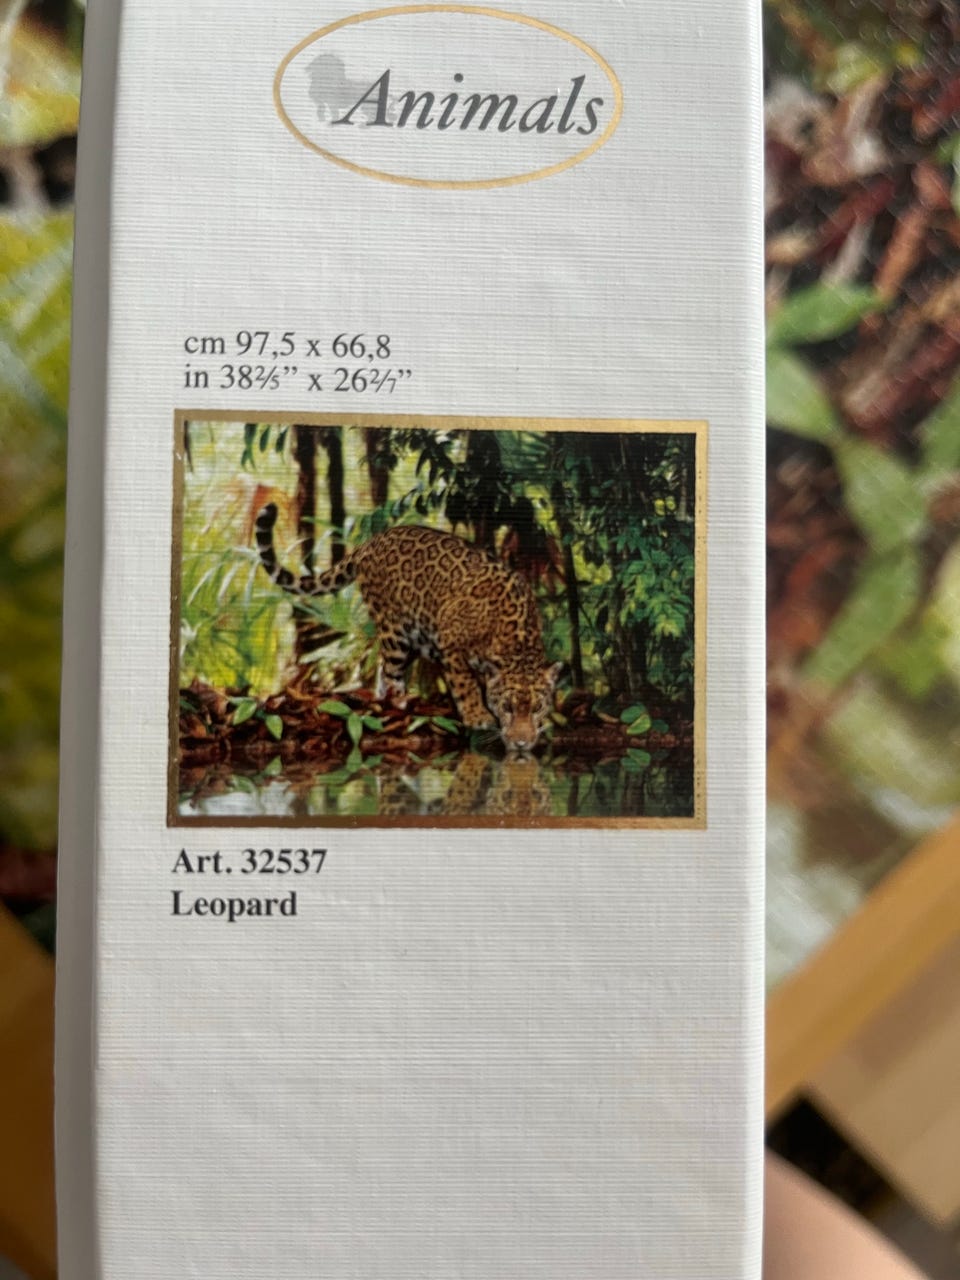 Animals
cm 97,5 x 66,8
in 38⅖” x 26²⁄₇”
Art. 32537
Leopard